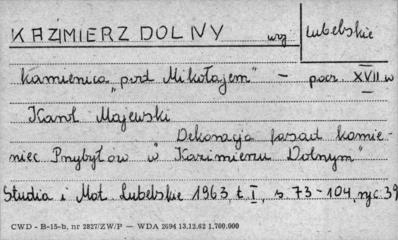 KAZIMIERZ DOLNY woj Lubelskie
Kamienica „pod Mikołajem" – pocz XVII w
Karol Majewski
Dekoracja fasad kamie-
niec Przybyłów w Kazimierzu Dolnym"
Studia i Mat. Lubelskie 1963, t. I, s 73-104, ryc 39
CWD - B-15-b, nr 2827/ZW/P — WDA 2694 13.12.62 1.700.000